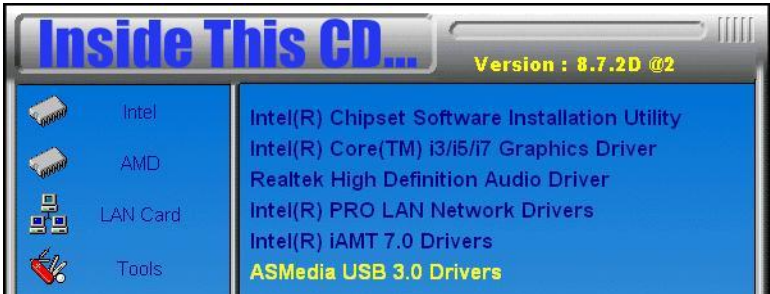 Inside This CD...
Version : 8.7.2D @2
Intel
AMD
LAN Card
Tools
Intel(R) Chipset Software Installation Utility
Intel(R) Core(TM) i3/i5/i7 Graphics Driver
Realtek High Definition Audio Driver
Intel(R) PRO LAN Network Drivers
Intel(R) iAMT 7.0 Drivers
ASMedia USB 3.0 Drivers